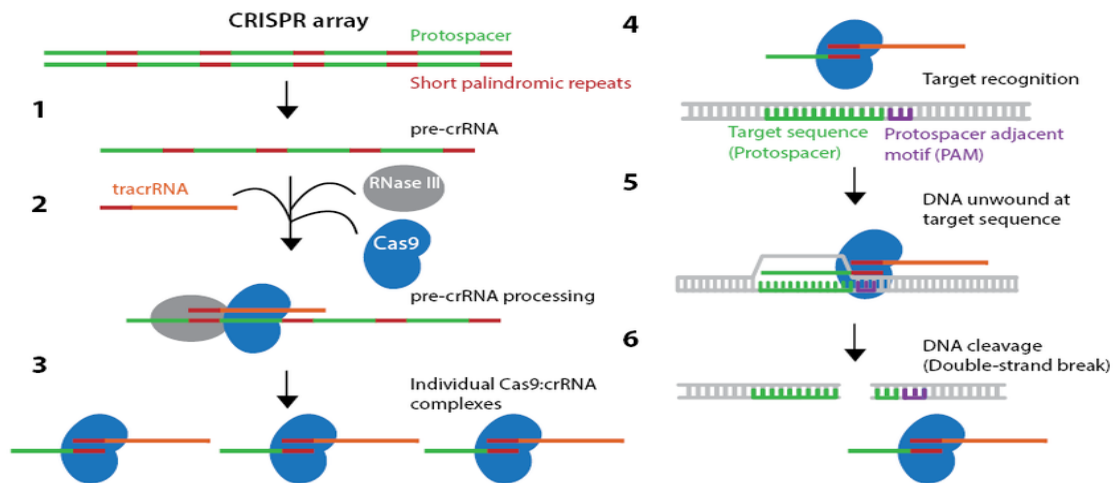 CRISPR array
Protospacer
Short palindromic repeats
1
pre-crRNA
tracrRNA
RNase III
2
Cas9
pre-crRNA processing
3
Individual Cas9:crRNA
complexes
4
Target recognition
Target sequence
(Protospacer)
Protospacer adjacent
motif (PAM)
5
DNA unwound at
target sequence
6
DNA cleavage
(Double-strand break)